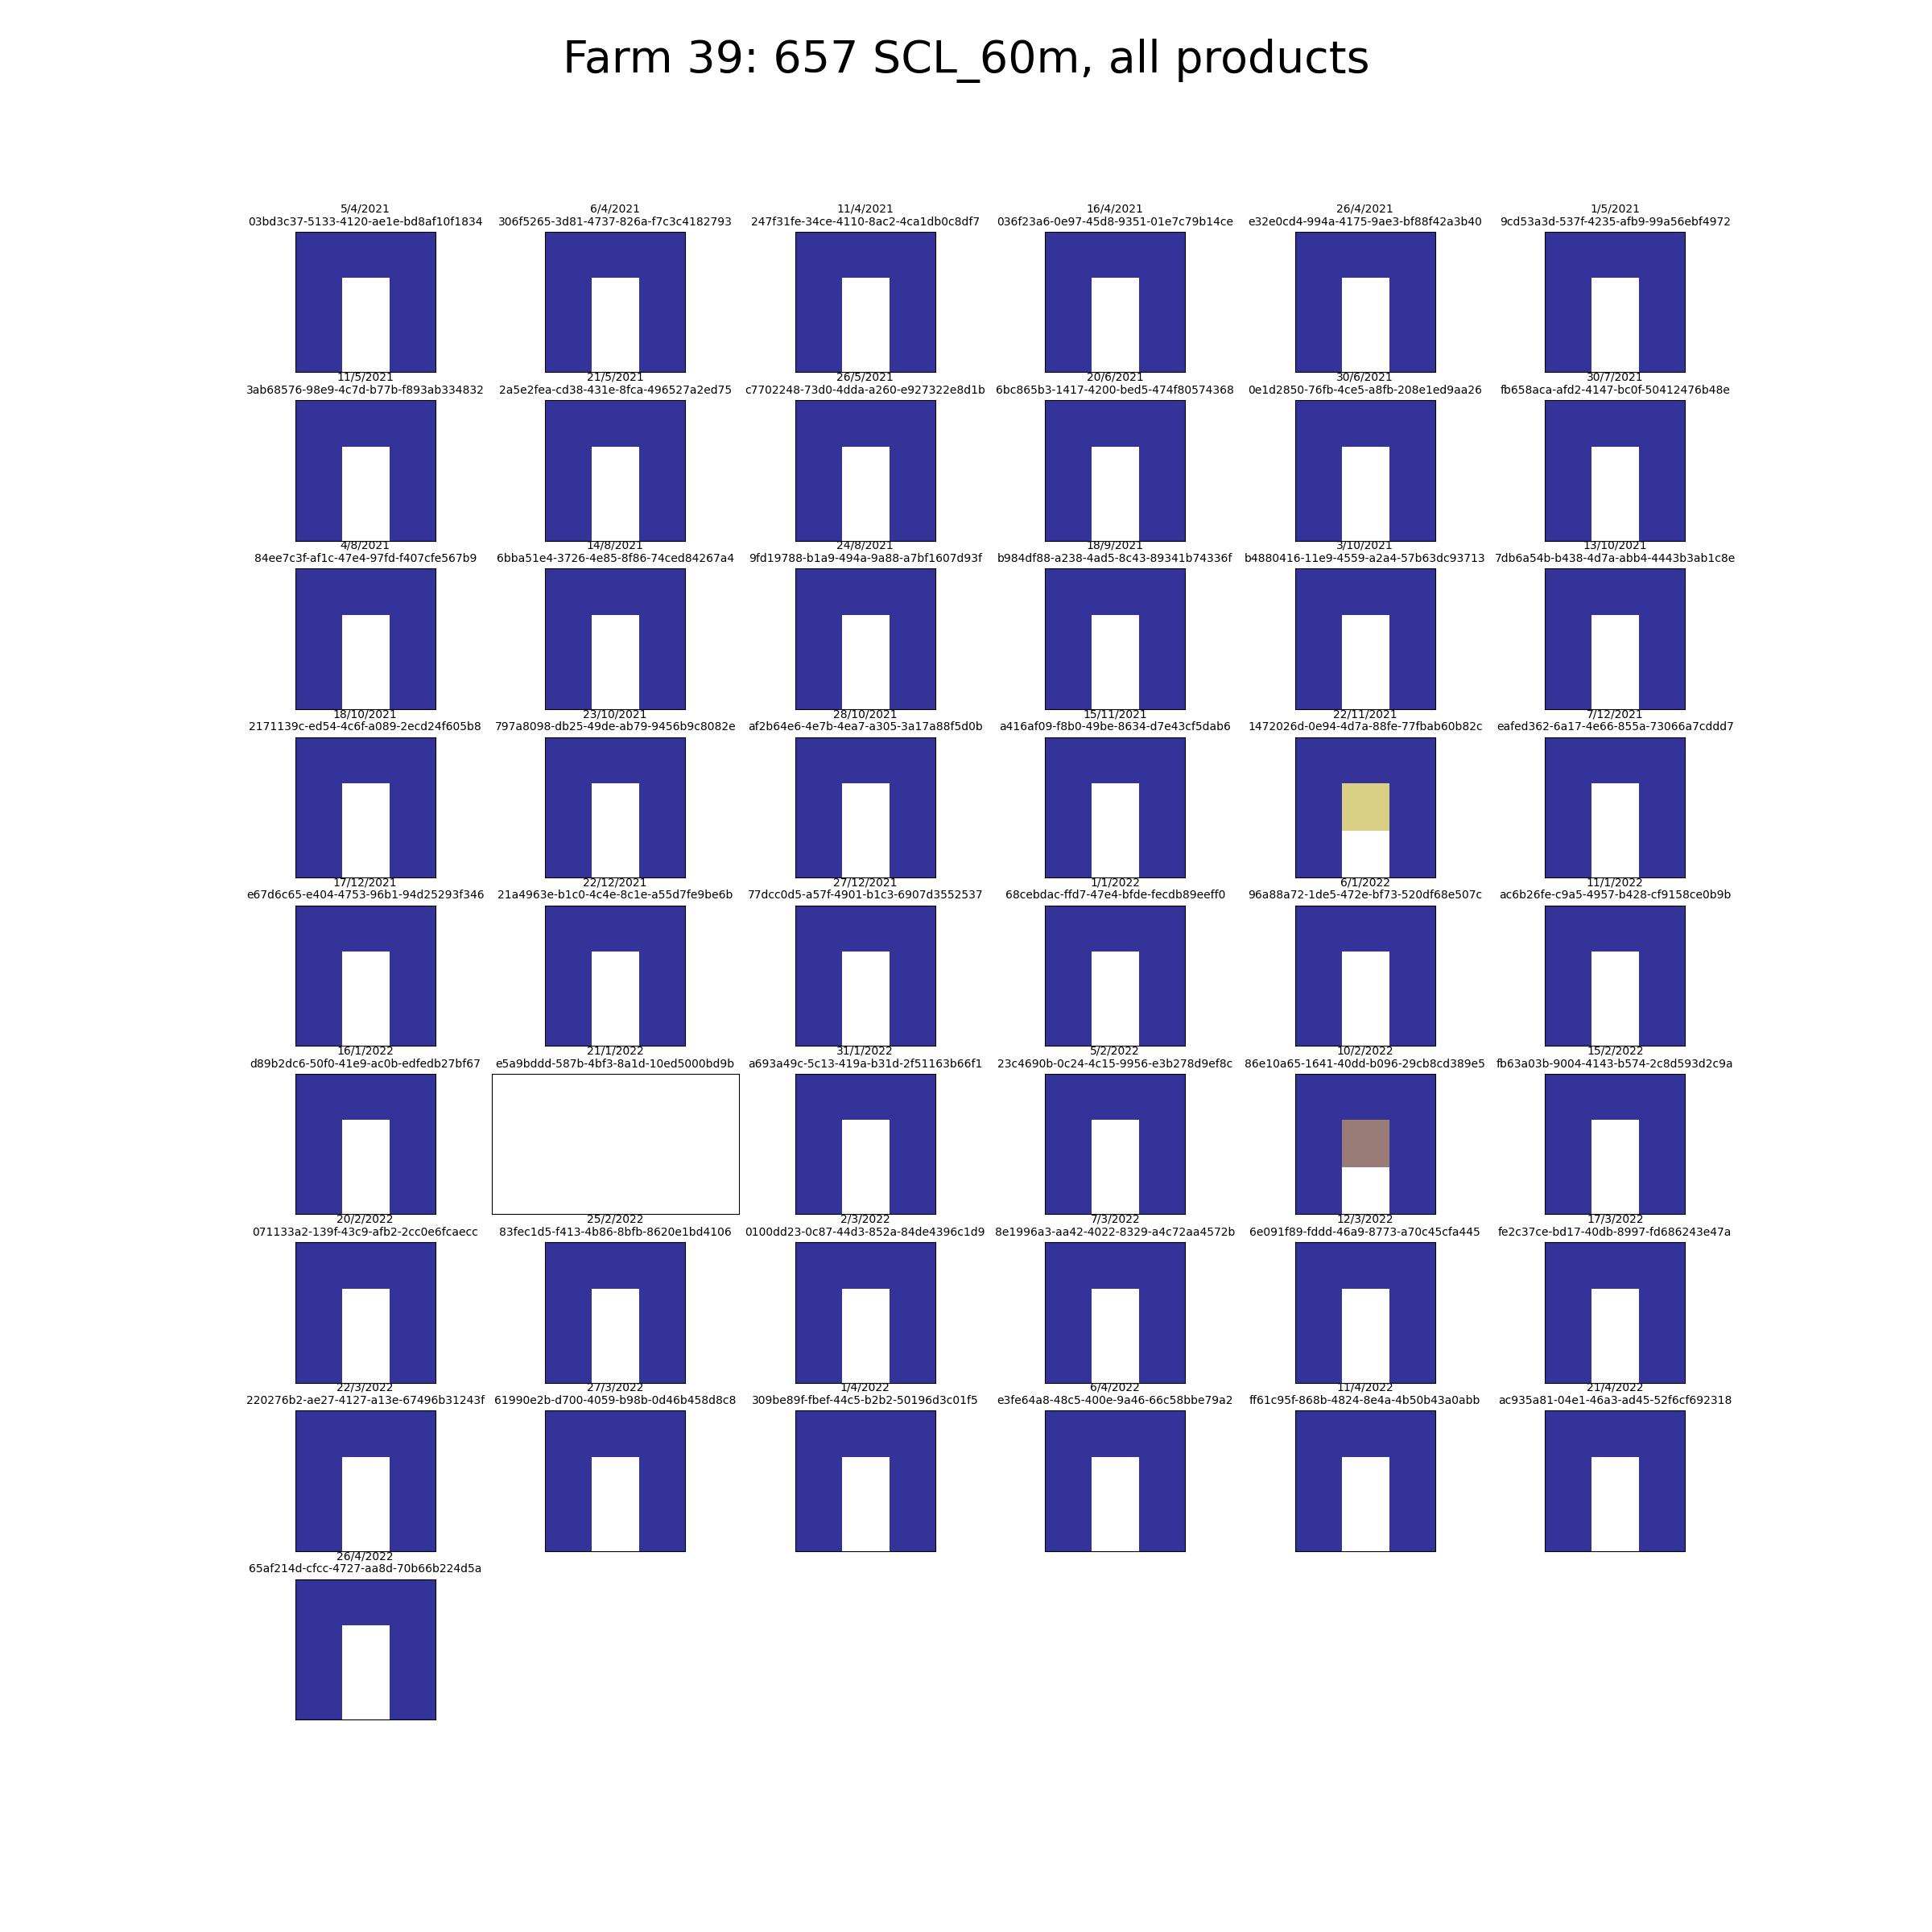 Farm 39: 657 SCL_60m, all products
5/4/2021
03bd3c37-5133-4120-ae1e-bd8af10f1834
6/4/2021
306f5265-3d81-4737-826a-f7c3c4182793
11/4/2021
247f31fe-34ce-4110-8ac2-4ca1db0c8df7
16/4/2021
036f23a6-0e97-45d8-9351-01e7c79b14ce
26/4/2021
e32e0cd4-994a-4175-9ae3-bf88f42a3b40
1/5/2021
9cd53a3d-537f-4235-afb9-99a56ebf4972
11/5/2021
3ab68576-98e9-4c7d-b77b-f893ab334832
21/5/2021
2a5e2fea-cd38-431e-8fca-496527a2ed75
26/5/2021
c7702248-73d0-4dda-a260-e927322e8d1b
20/6/2021
6bc865b3-1417-4200-bed5-474f80574368
30/6/2021
0e1d2850-76fb-4ce5-a8fb-208e1ed9aa26
30/7/2021
fb658aca-afd2-4147-bc0f-50412476b48e
4/8/2021
84ee7c3f-af1c-47e4-97fd-f407cfe567b9
14/8/2021
6bba51e4-3726-4e85-8f86-74ced84267a4
24/8/2021
9fd19788-b1a9-494a-9a88-a7bf1607d93f
18/9/2021
b984df88-a238-4ad5-8c43-89341b74336f
3/10/2021
b4880416-11e9-4559-a2a4-57b63dc93713
13/10/2021
7db6a54b-b438-4d7a-abb4-4443b3ab1c8e
18/10/2021
2171139c-ed54-4c6f-a089-2ecd24f605b8
23/10/2021
797a8098-db25-49de-ab79-9456b9c8082e
28/10/2021
af2b64e6-4e7b-4ea7-a305-3a17a88f5d0b
15/11/2021
a416af09-f8b0-49be-8634-d7e43cf5dab6
22/11/2021
1472026d-0e94-4d7a-88fe-77fbab60b82c
7/12/2021
eafed362-6a17-4e66-855a-73066a7cddd7
17/12/2021
e67d6c65-e404-4753-96b1-94d25293f346
22/12/2021
21a4963e-b1c0-4c4e-8c1e-a55d7fe9be6b
27/12/2021
77dcc0d5-a57f-4901-b1c3-6907d3552537
1/1/2022
68cebdac-ffd7-47e4-bfde-fecdb89eeff0
6/1/2022
96a88a72-1de5-472e-bf73-520df68e507c
11/1/2022
ac6b26fe-c9a5-4957-b428-cf9158ce0b9b
16/1/2022
d89b2dc6-50f0-41e9-ac0b-edfedb27bf67
21/1/2022
e5a9bddd-587b-4bf3-8a1d-10ed5000bd9b
31/1/2022
a693a49c-5c13-419a-b31d-2f51163b66f1
5/2/2022
23c4690b-0c24-4c15-9956-e3b278d9ef8c
10/2/2022
86e10a65-1641-40dd-b096-29cb8cd389e5
15/2/2022
fb63a03b-9004-4143-b574-2c8d593d2c9a
20/2/2022
071133a2-139f-43c9-afb2-2cc0e6fcaecc
25/2/2022
83fec1d5-f413-4b86-8bfb-8620e1bd4106
2/3/2022
0100dd23-0c87-44d3-852a-84de4396c1d9
7/3/2022
8e1996a3-aa42-4022-8329-a4c72aa4572b
12/3/2022
6e091f89-fddd-46a9-8773-a70c45cfa445
17/3/2022
fe2c37ce-bd17-40db-8997-fd686243e47a
22/3/2022
220276b2-ae27-4127-a13e-67496b31243f
27/3/2022
61990e2b-d700-4059-b98b-0d46b458d8c8
1/4/2022
309be89f-fbef-44c5-b2b2-50196d3c01f5
6/4/2022
e3fe64a8-48c5-400e-9a46-66c58bbe79a2
11/4/2022
ff61c95f-868b-4824-8e4a-4b50b43a0abb
21/4/2022
ac935a81-04e1-46a3-ad45-52f6cf692318
26/4/2022
65af214d-cfcc-4727-aa8d-70b66b224d5a